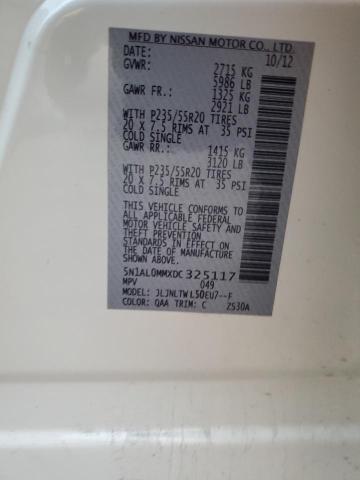 MFD BY NISSAN MOTOR CO., LTD.
DATE: 10/12
GVWR: 2715 KG
5986 LB
GAWR FR.: 1325 KG
2921 LB
WITH P235/55R20 TIRES
20 X 7.5 RIMS AT 35 PSI
COLD SINGLE
GAWR RR.: 1415 KG
3120 LB
WITH P235/55R20 TIRES
20 X 7.5 RIMS AT 35 PSI
COLD SINGLE
THIS VEHICLE CONFORMS TO
ALL APPLICABLE FEDERAL
MOTOR VEHICLE SAFETY AND
THEFT PREVENTION
STANDARDS IN EFFECT ON
THE DATE OF MANUFACTURE
SHOWN ABOVE.
5N1AL0MMXDC325117
MPV 049
MODEL: JLJNLTWL50EU7--F
COLOR: QAA TRIM: C 2530A